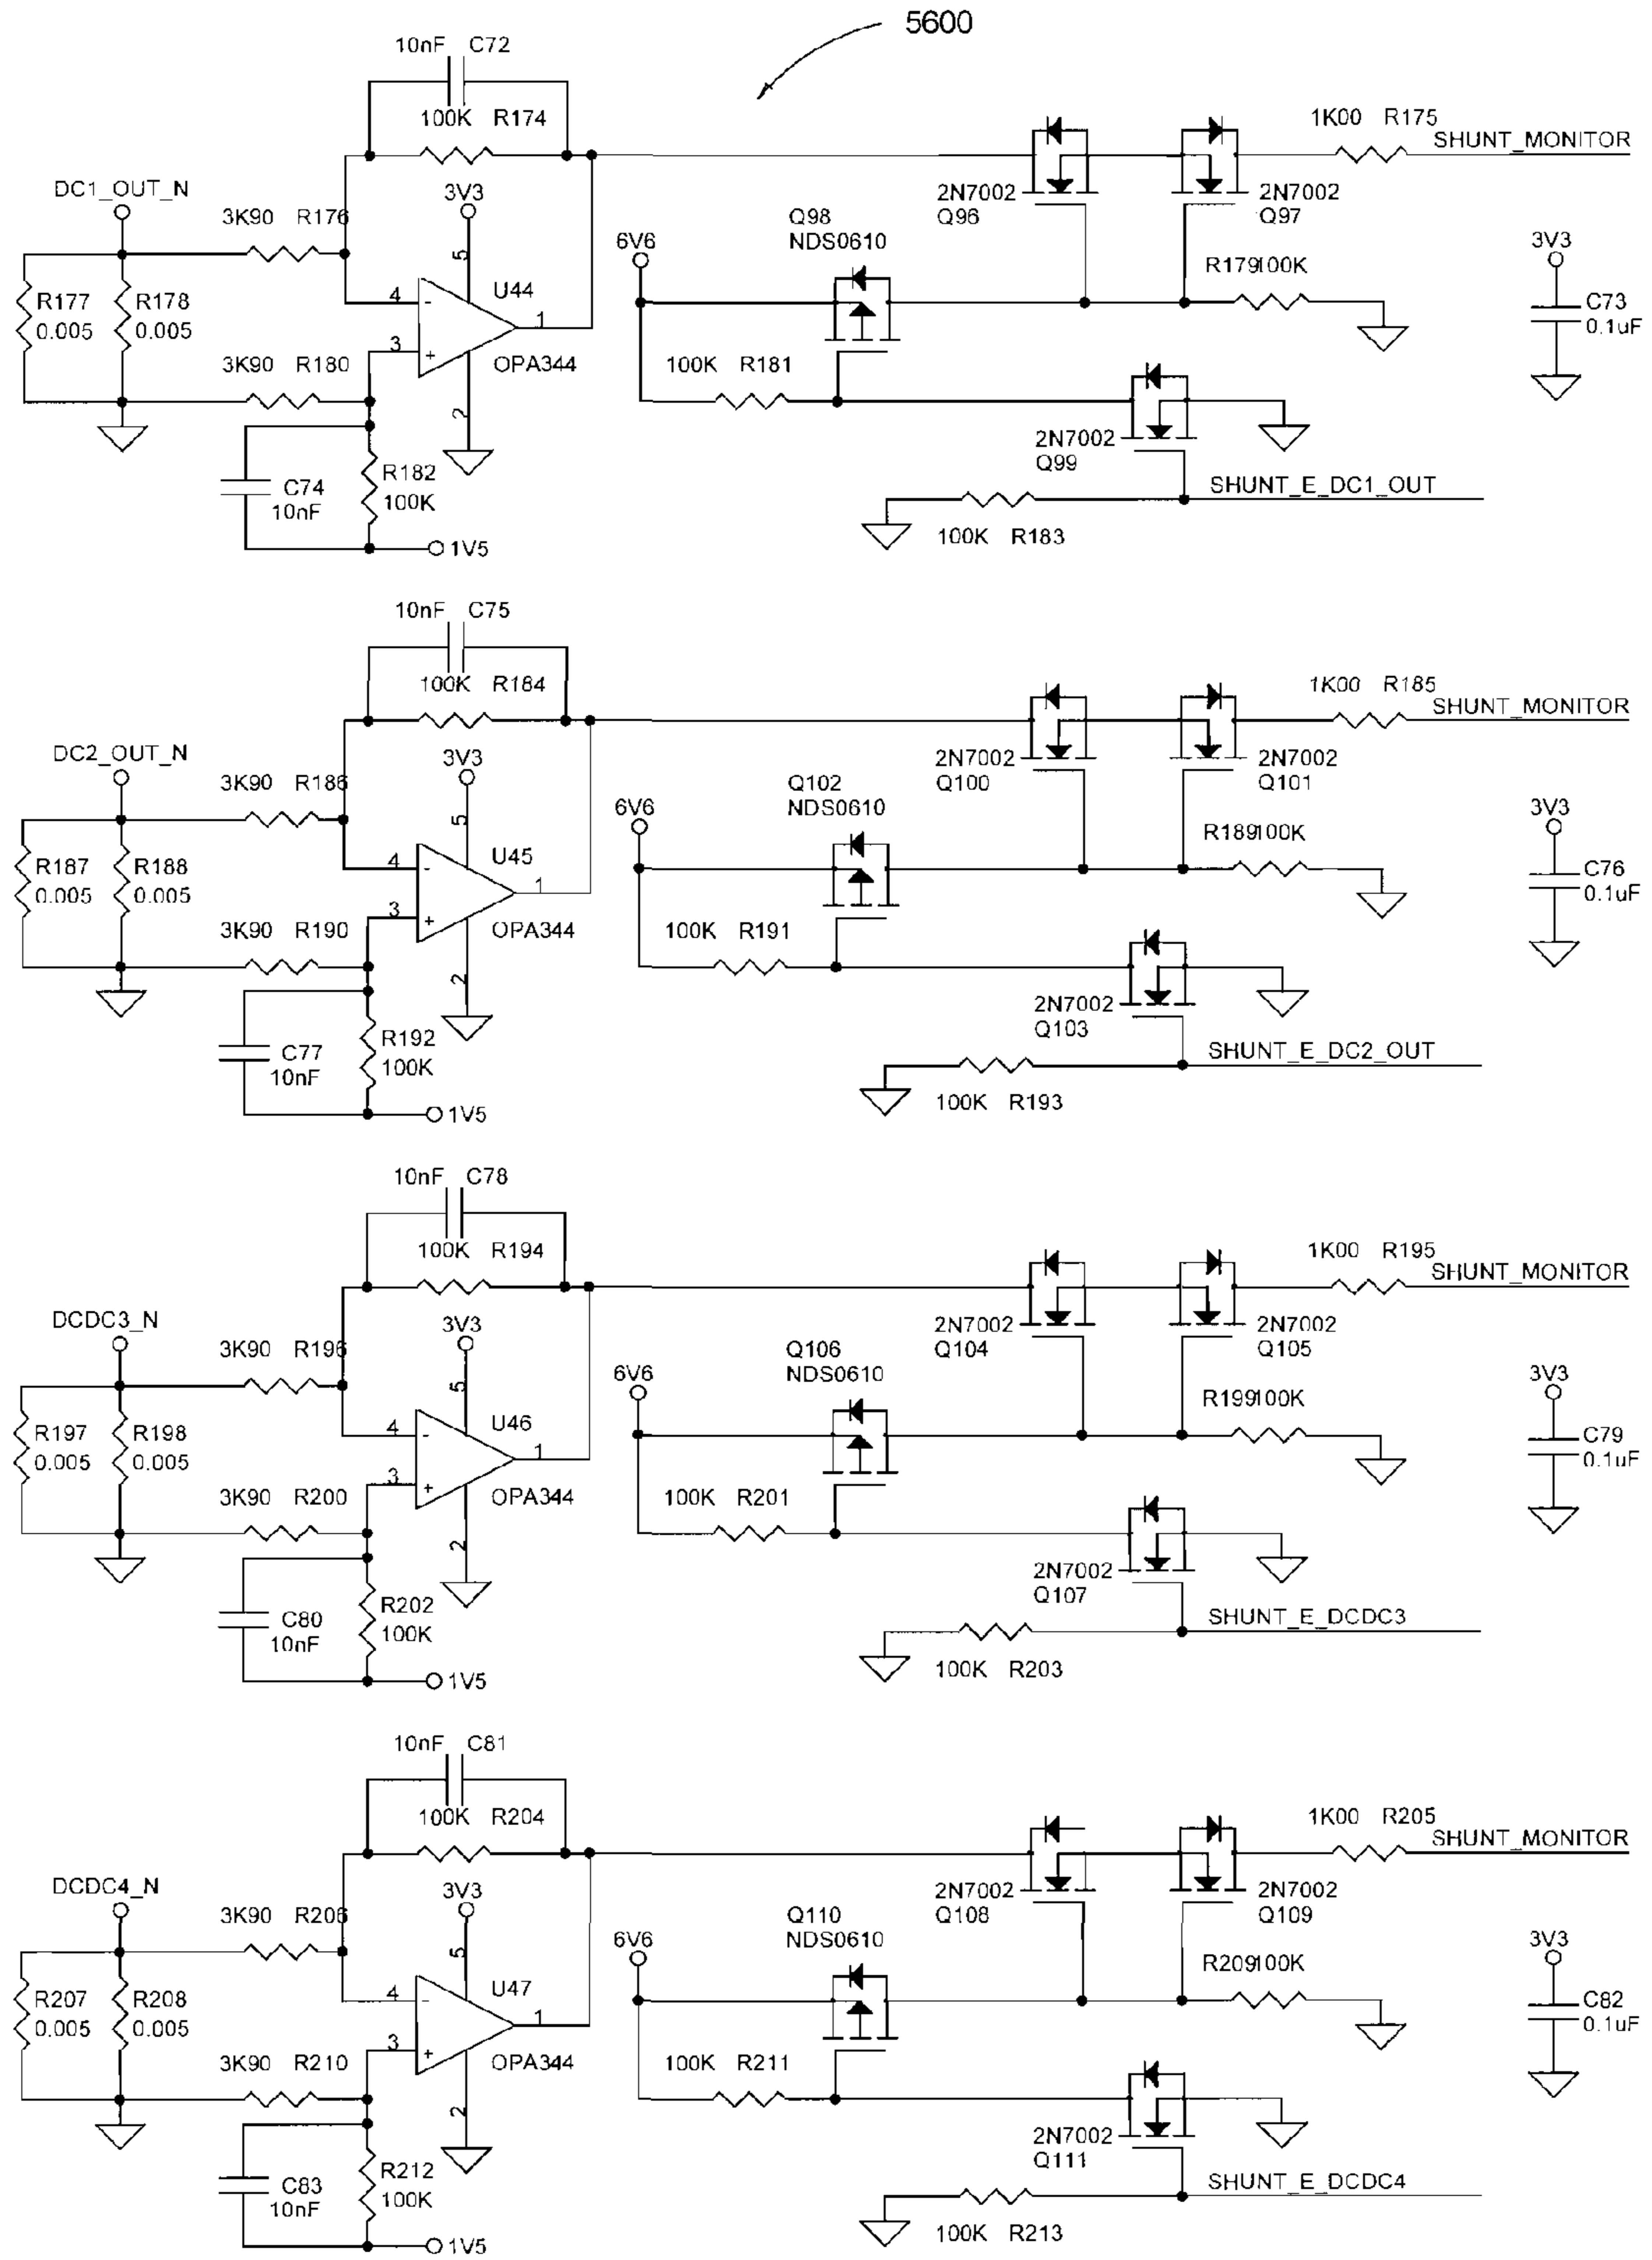 5600
10nF C72
100K R174
1K00 R175
SHUNT_MONITOR
DC1_OUT_N
3V3
2N7002
Q96
2N7002
Q97
3K90 R176
Q98
NDS0610
6V6
3V3
5
R179 100K
R177
0.005
R178
0.005
4
-
U44
1
C73
0.1uF
3
+
OPA344
3K90 R180
100K R181
2
2N7002
Q99
R182
100K
C74
10nF
SHUNT_E_DC1_OUT
100K R183
1V5
10nF C75
100K R184
1K00 R185
SHUNT_MONITOR
DC2_OUT_N
3V3
2N7002
Q100
2N7002
Q101
3K90 R186
Q102
NDS0610
6V6
3V3
5
R189 100K
R187
0.005
R188
0.005
4
-
U45
1
C76
0.1uF
3
+
OPA344
3K90 R190
100K R191
2
2N7002
Q103
R192
100K
C77
10nF
SHUNT_E_DC2_OUT
100K R193
1V5
10nF C78
100K R194
1K00 R195
SHUNT_MONITOR
DCDC3_N
3V3
2N7002
Q104
2N7002
Q105
3K90 R196
Q106
NDS0610
6V6
3V3
5
R199 100K
R197
0.005
R198
0.005
4
-
U46
1
C79
0.1uF
3
+
OPA344
3K90 R200
100K R201
2
2N7002
Q107
R202
100K
C80
10nF
SHUNT_E_DCDC3
100K R203
1V5
10nF C81
100K R204
1K00 R205
SHUNT_MONITOR
DCDC4_N
3V3
2N7002
Q108
2N7002
Q109
3K90 R206
Q110
NDS0610
6V6
3V3
5
R209 100K
R207
0.005
R208
0.005
4
-
U47
1
C82
0.1uF
3
+
OPA344
3K90 R210
100K R211
2
2N7002
Q111
R212
100K
C83
10nF
SHUNT_E_DCDC4
100K R213
1V5